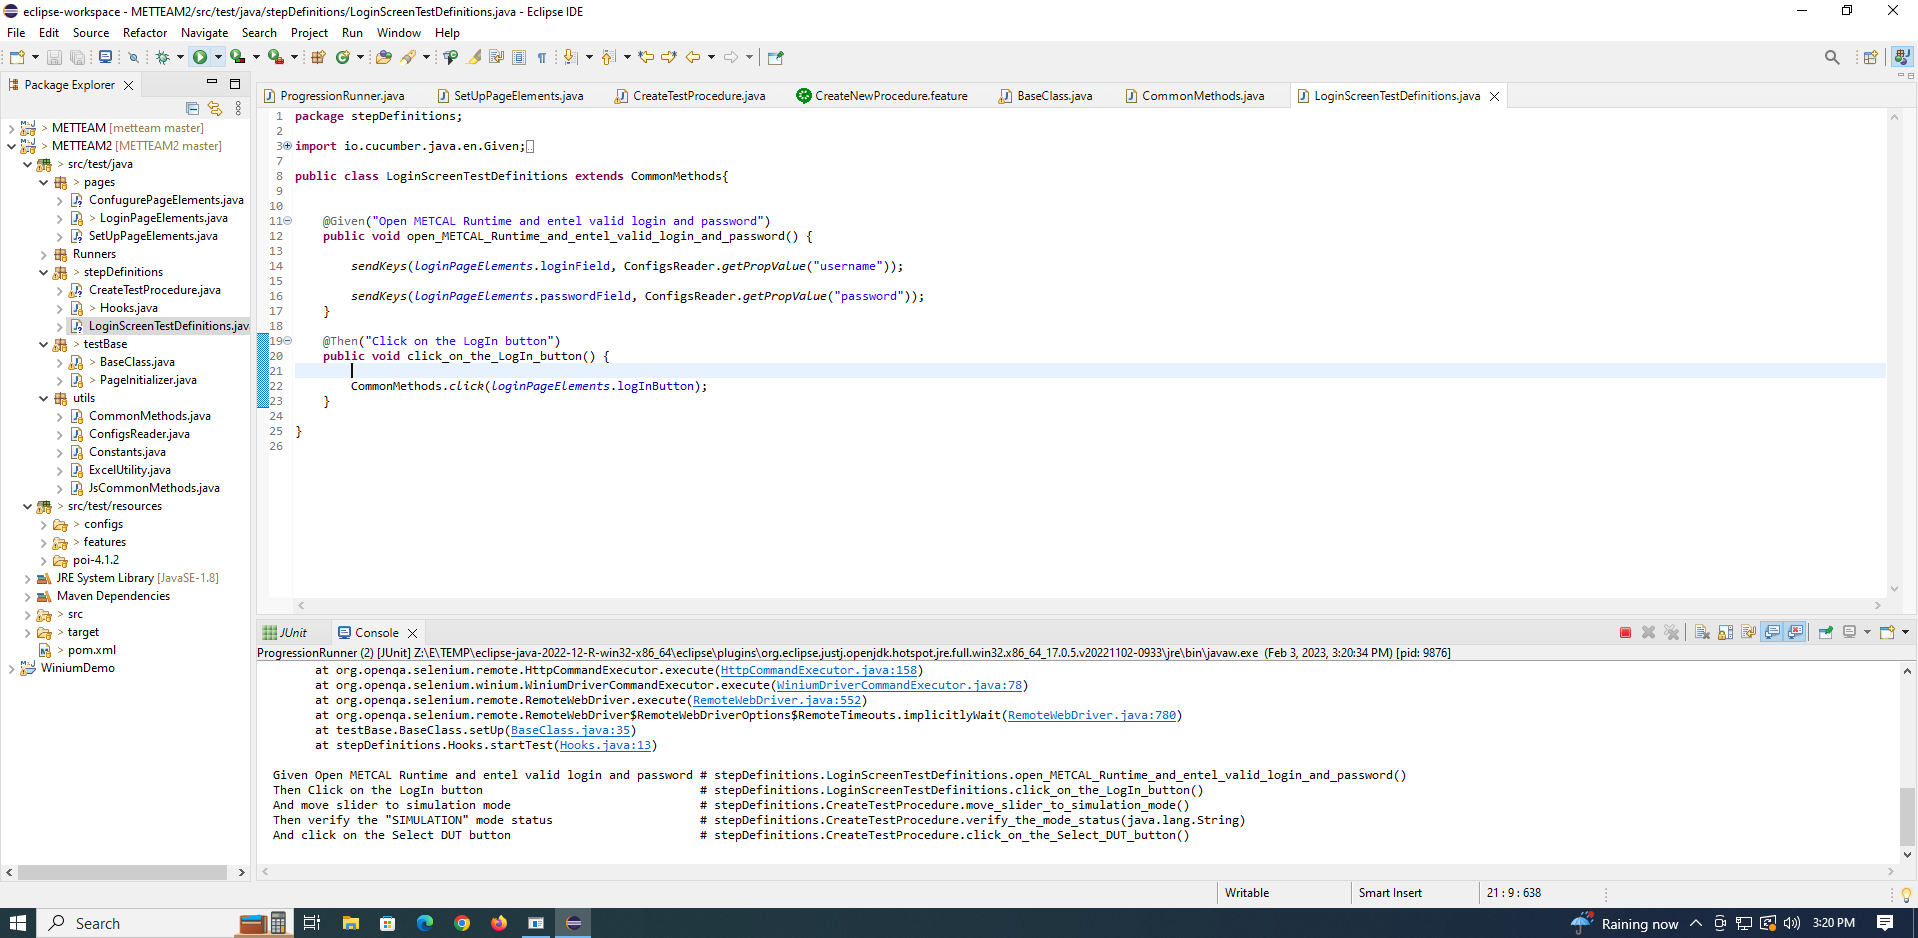 eclipse-workspace - METTEAM2/src/test/java/stepDefinitions/LoginScreenTestDefinitions.java - Eclipse IDE
File Edit Source Refactor Navigate Search Project Run Window Help
Package Explorer
> METTEAM [metteam master]
> METTEAM2 [METTEAM2 master]
> src/test/java
> pages
ConfugurePageElements.java
> LoginPageElements.java
SetUpPageElements.java
Runners
> stepDefinitions
CreateTestProcedure.java
> Hooks.java
LoginScreenTestDefinitions.jav
> testBase
> BaseClass.java
> PageInitializer.java
utils
CommonMethods.java
ConfigsReader.java
Constants.java
ExcelUtility.java
JsCommonMethods.java
> src/test/resources
> configs
> features
poi-4.1.2
JRE System Library [JavaSE-1.8]
Maven Dependencies
> src
> target
> pom.xml
WiniumDemo
ProgressionRunner.java SetUpPageElements.java CreateTestProcedure.java CreateNewProcedure.feature BaseClass.java CommonMethods.java LoginScreenTestDefinitions.java
1 package stepDefinitions;
2
3 import io.cucumber.java.en.Given;
7
8 public class LoginScreenTestDefinitions extends CommonMethods{
9
10
11 @Given("Open METCAL Runtime and entel valid login and password")
12 public void open_METCAL_Runtime_and_entel_valid_login_and_password() {
13
14 sendKeys(loginPageElements.loginField, ConfigsReader.getPropValue("username"));
15
16 sendKeys(loginPageElements.passwordField, ConfigsReader.getPropValue("password"));
17 }
18
19 @Then("Click on the LogIn button")
20 public void click_on_the_LogIn_button() {
21
22 CommonMethods.click(loginPageElements.logInButton);
23 }
24
25 }
26
JUnit Console
ProgressionRunner (2) [JUnit] Z:\E\TEMP\eclipse-java-2022-12-R-win32-x86_64\eclipse\plugins\org.eclipse.justj.openjdk.hotspot.jre.full.win32.x86_64_17.0.5.v20221102-0933\jre\bin\javaw.exe (Feb 3, 2023, 3:20:34 PM) [pid: 9876]
at org.openqa.selenium.remote.HttpCommandExecutor.execute(HttpCommandExecutor.java:158)
at org.openqa.selenium.winium.WiniumDriverCommandExecutor.execute(WiniumDriverCommandExecutor.java:78)
at org.openqa.selenium.remote.RemoteWebDriver.execute(RemoteWebDriver.java:552)
at org.openqa.selenium.remote.RemoteWebDriver$RemoteWebDriverOptions$RemoteTimeouts.implicitlyWait(RemoteWebDriver.java:780)
at testBase.BaseClass.setUp(BaseClass.java:35)
at stepDefinitions.Hooks.startTest(Hooks.java:13)
Given Open METCAL Runtime and entel valid login and password # stepDefinitions.LoginScreenTestDefinitions.open_METCAL_Runtime_and_entel_valid_login_and_password()
Then Click on the LogIn button # stepDefinitions.LoginScreenTestDefinitions.click_on_the_LogIn_button()
And move slider to simulation mode # stepDefinitions.CreateTestProcedure.move_slider_to_simulation_mode()
Then verify the "SIMULATION" mode status # stepDefinitions.CreateTestProcedure.verify_the_mode_status(java.lang.String)
And click on the Select DUT button # stepDefinitions.CreateTestProcedure.click_on_the_Select_DUT_button()
Writable Smart Insert 21 : 9 : 638
Search Raining now 3:20 PM